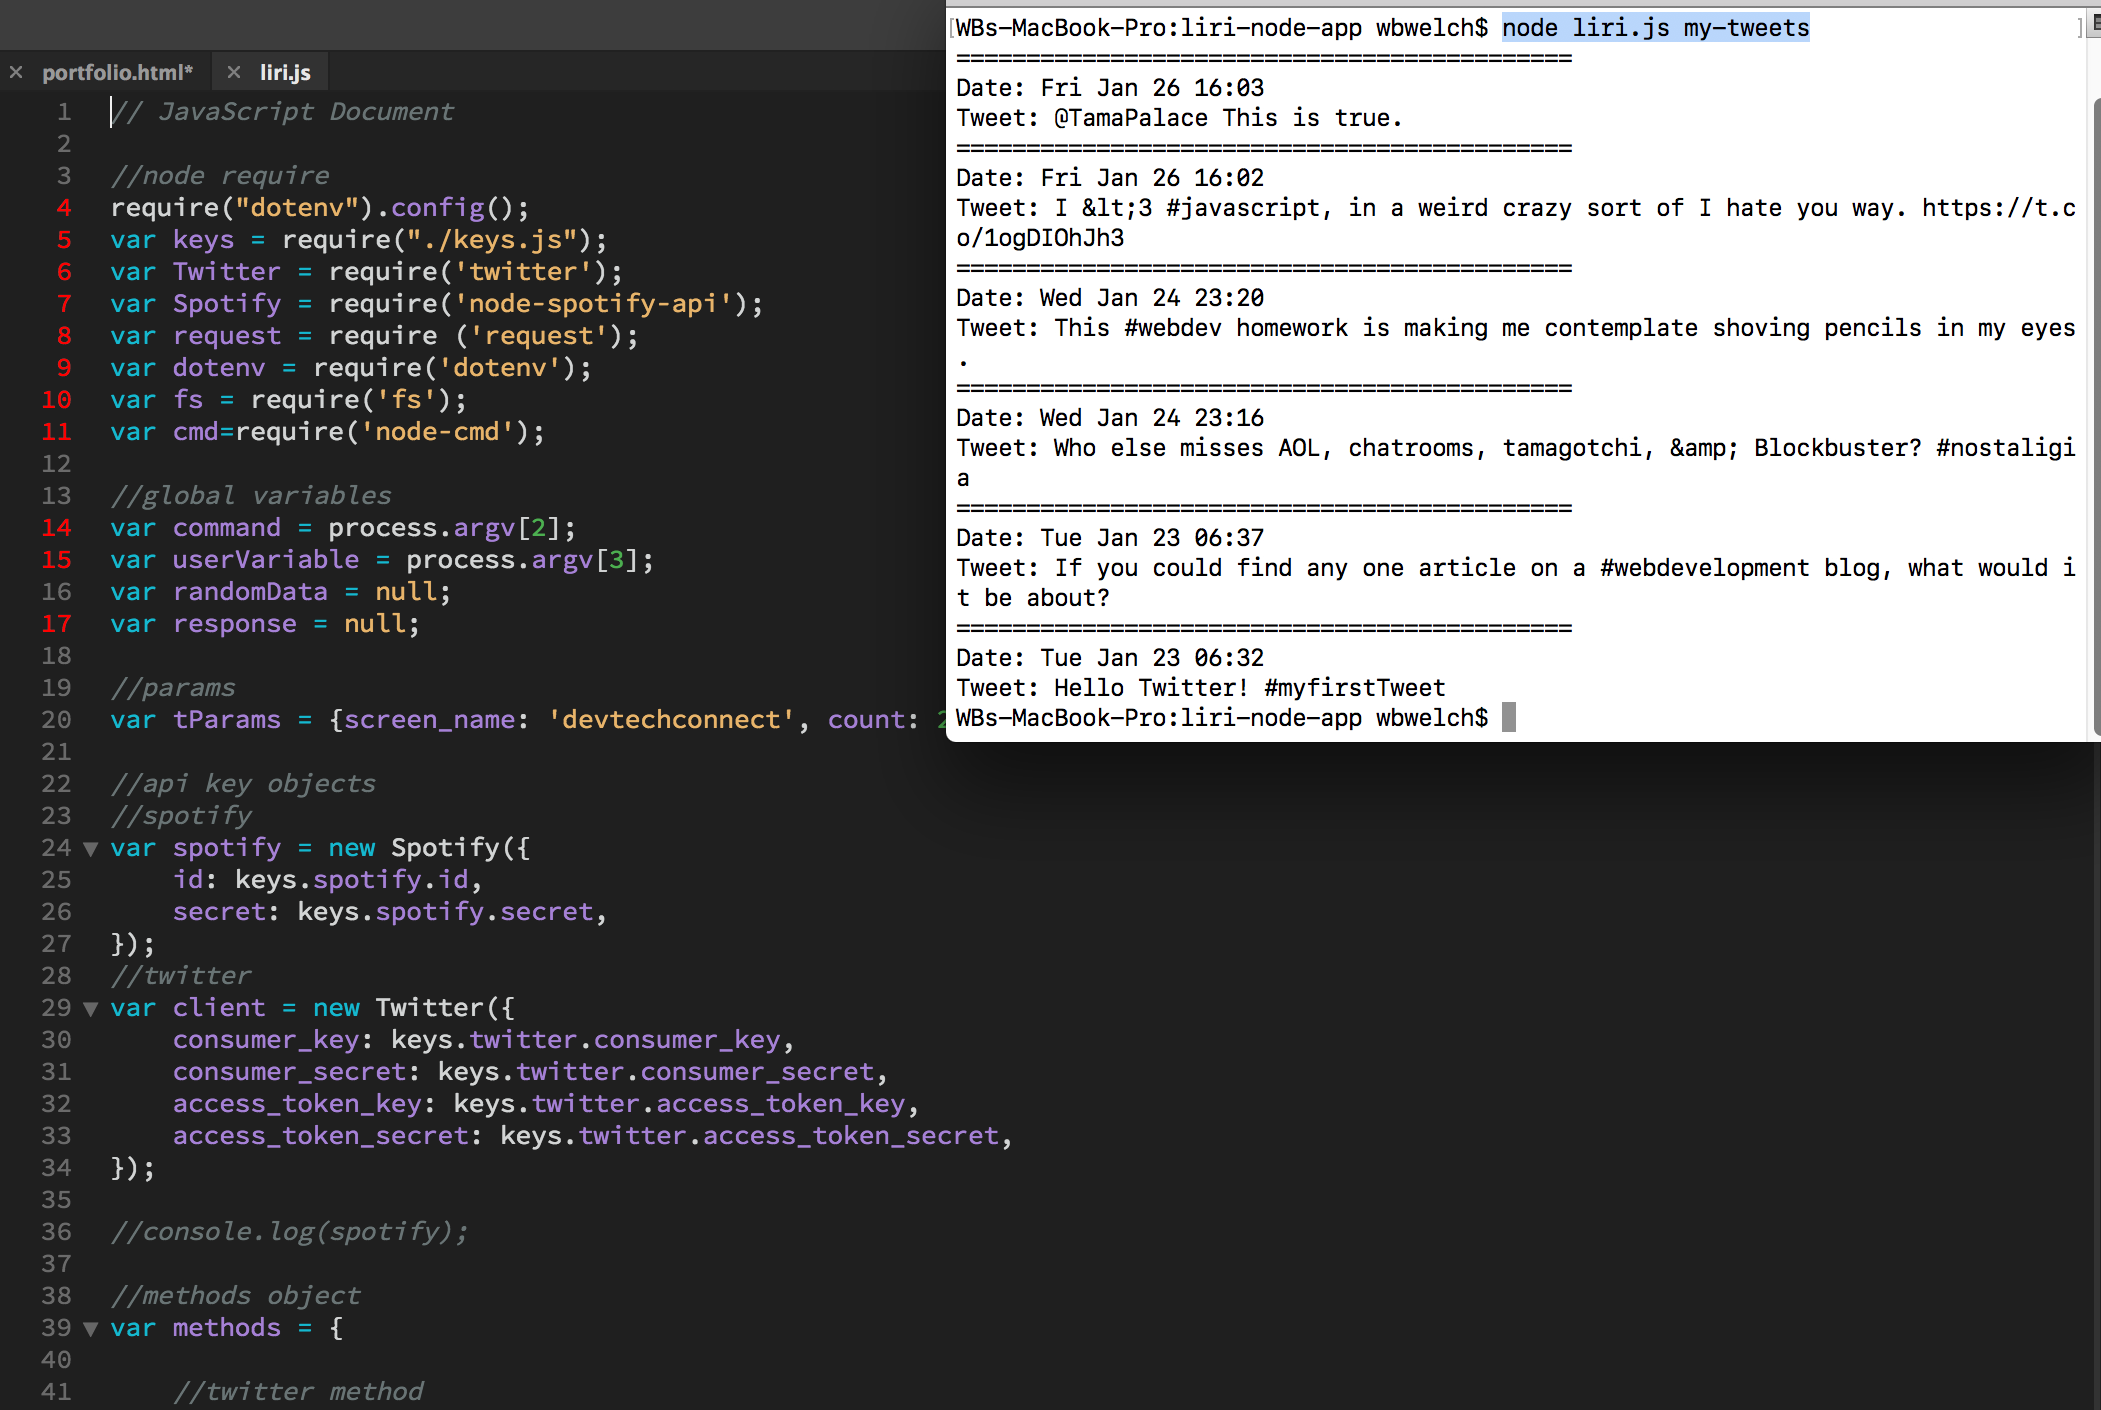 portfolio.html*
liri.js
1 // JavaScript Document
2
3 //node require
4 require("dotenv").config();
5 var keys = require("./keys.js");
6 var Twitter = require('twitter');
7 var Spotify = require('node-spotify-api');
8 var request = require ('request');
9 var dotenv = require('dotenv');
10 var fs = require('fs');
11 var cmd=require('node-cmd');
12
13 //global variables
14 var command = process.argv[2];
15 var userVariable = process.argv[3];
16 var randomData = null;
17 var response = null;
18
19 //params
20 var tParams = {screen_name: 'devtechconnect', count: 2
21
22 //api key objects
23 //spotify
24 ▼ var spotify = new Spotify({
25 id: keys.spotify.id,
26 secret: keys.spotify.secret,
27 });
28 //twitter
29 ▼ var client = new Twitter({
30 consumer_key: keys.twitter.consumer_key,
31 consumer_secret: keys.twitter.consumer_secret,
32 access_token_key: keys.twitter.access_token_key,
33 access_token_secret: keys.twitter.access_token_secret,
34 });
35
36 //console.log(spotify);
37
38 //methods object
39 ▼ var methods = {
40
41 //twitter method
[WBs-MacBook-Pro:liri-node-app wbwelch$ node liri.js my-tweets ]
============================================
Date: Fri Jan 26 16:03
Tweet: @TamaPalace This is true.
============================================
Date: Fri Jan 26 16:02
Tweet: I &lt;3 #javascript, in a weird crazy sort of I hate you way. https://t.c
o/1ogDIOhJh3
============================================
Date: Wed Jan 24 23:20
Tweet: This #webdev homework is making me contemplate shoving pencils in my eyes
.
============================================
Date: Wed Jan 24 23:16
Tweet: Who else misses AOL, chatrooms, tamagotchi, &amp; Blockbuster? #nostaligi
a
============================================
Date: Tue Jan 23 06:37
Tweet: If you could find any one article on a #webdevelopment blog, what would i
t be about?
============================================
Date: Tue Jan 23 06:32
Tweet: Hello Twitter! #myfirstTweet
WBs-MacBook-Pro:liri-node-app wbwelch$